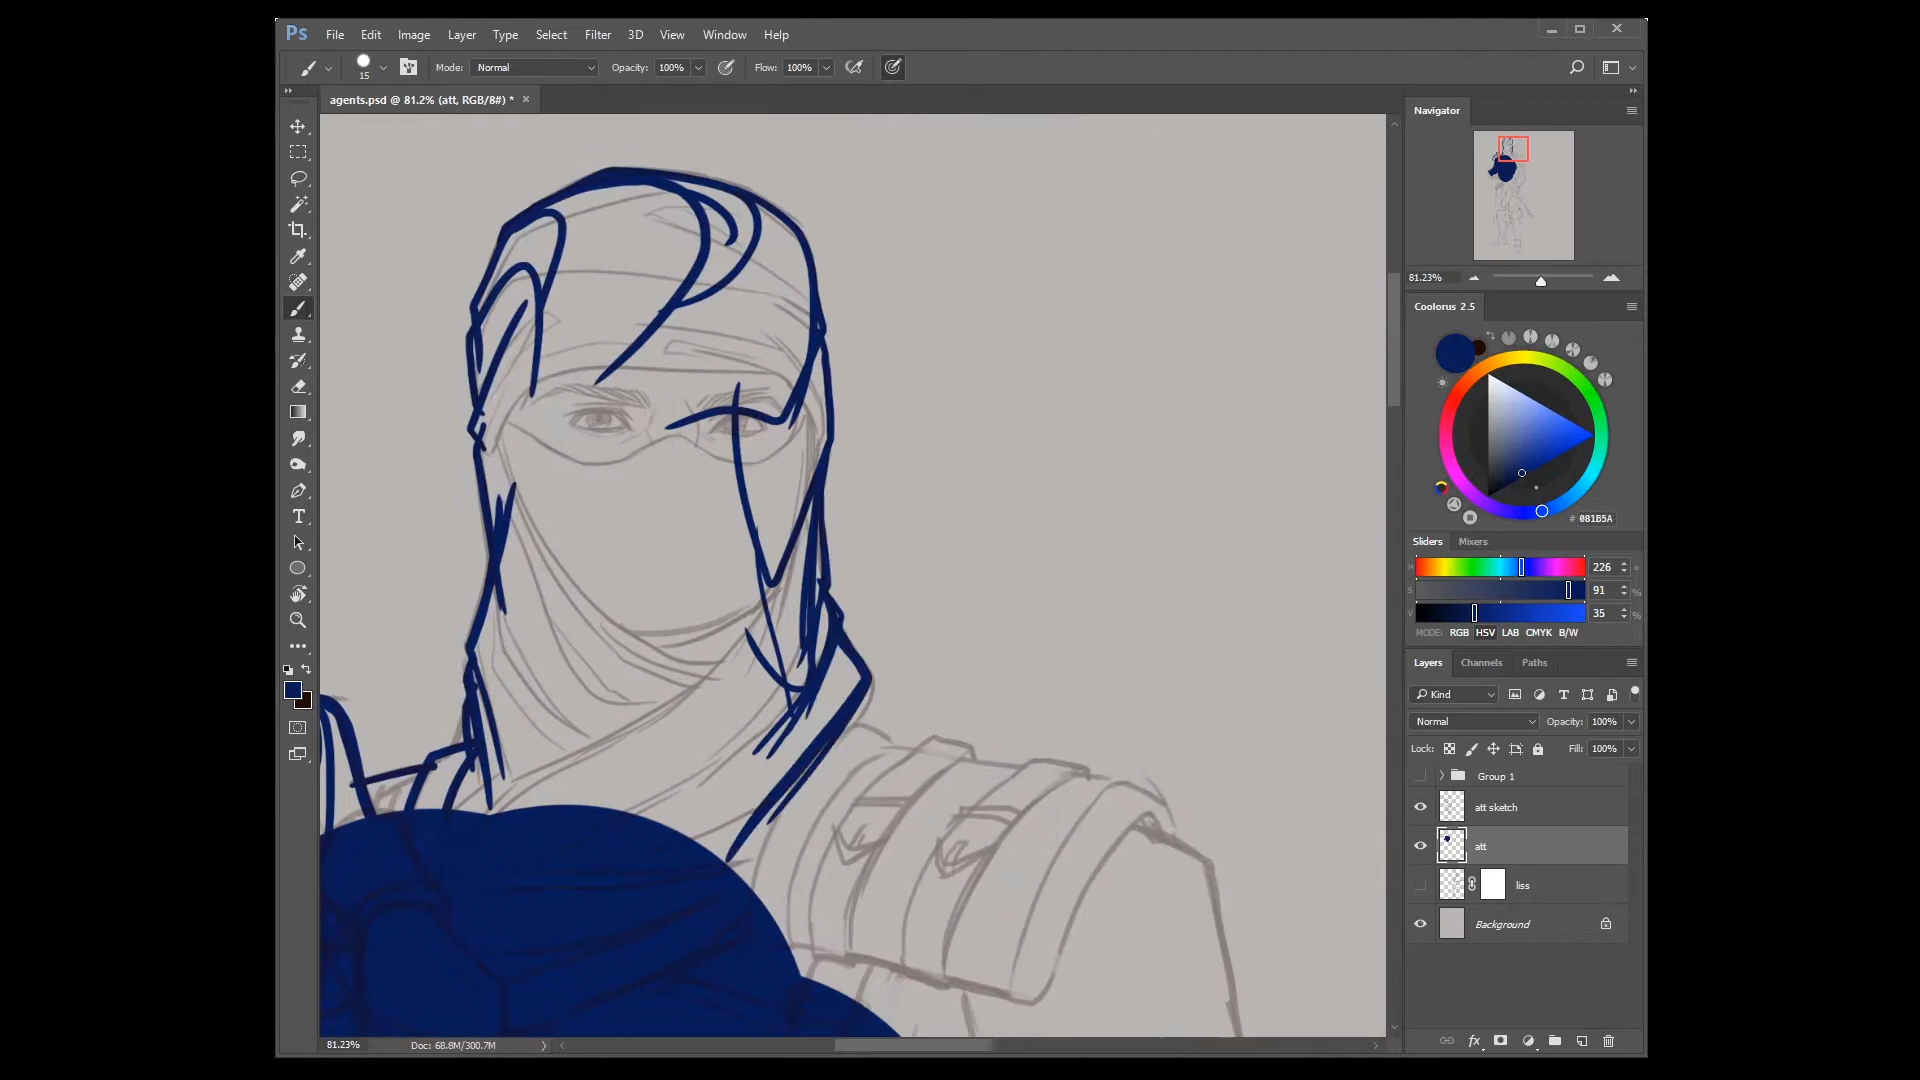 Ps File Edit Image Layer Type Select Filter 3D View Window Help
15 Mode: Normal Opacity: 100% Flow: 100%
agents.psd @ 81.2% (att, RGB/8#) * ×
Navigator
81.23%
Coolorus 2.5
# 081B5A
Sliders Mixers
H 226
S 91 %
V 35 %
MODE: RGB HSV LAB CMYK B/W
Layers Channels Paths
Kind
Normal Opacity: 100%
Lock: Fill: 100%
Group 1
att sketch
att
liss
Background
fx
81.23% Doc: 68.8M/300.7M